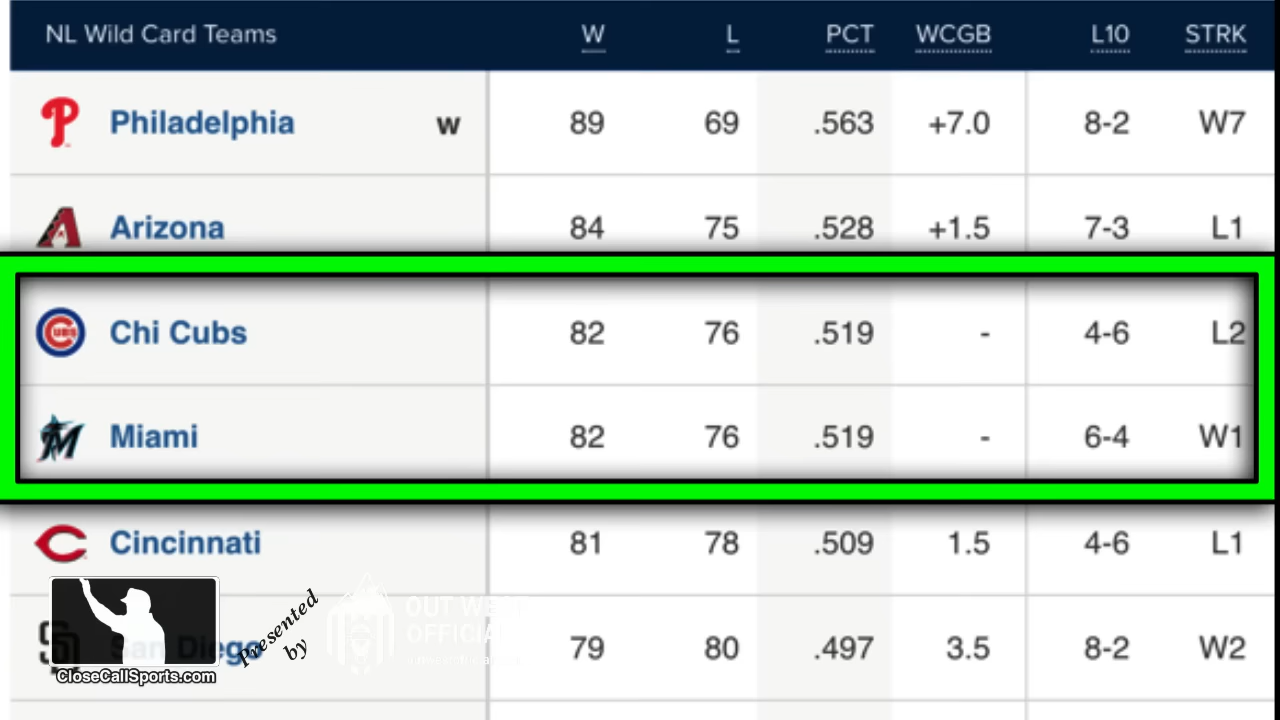 NL Wild Card Teams W L PCT WCGB L10 STRK
Philadelphia w 89 69 .563 +7.0 8-2 W7
Arizona 84 75 .528 +1.5 7-3 L1
Chi Cubs 82 76 .519 - 4-6 L2
Miami 82 76 .519 - 6-4 W1
Cincinnati 81 78 .509 1.5 4-6 L1
San Diego 79 80 .497 3.5 8-2 W2
CloseCallSports.com
Presented
by
OUT WEST
OFFICIA